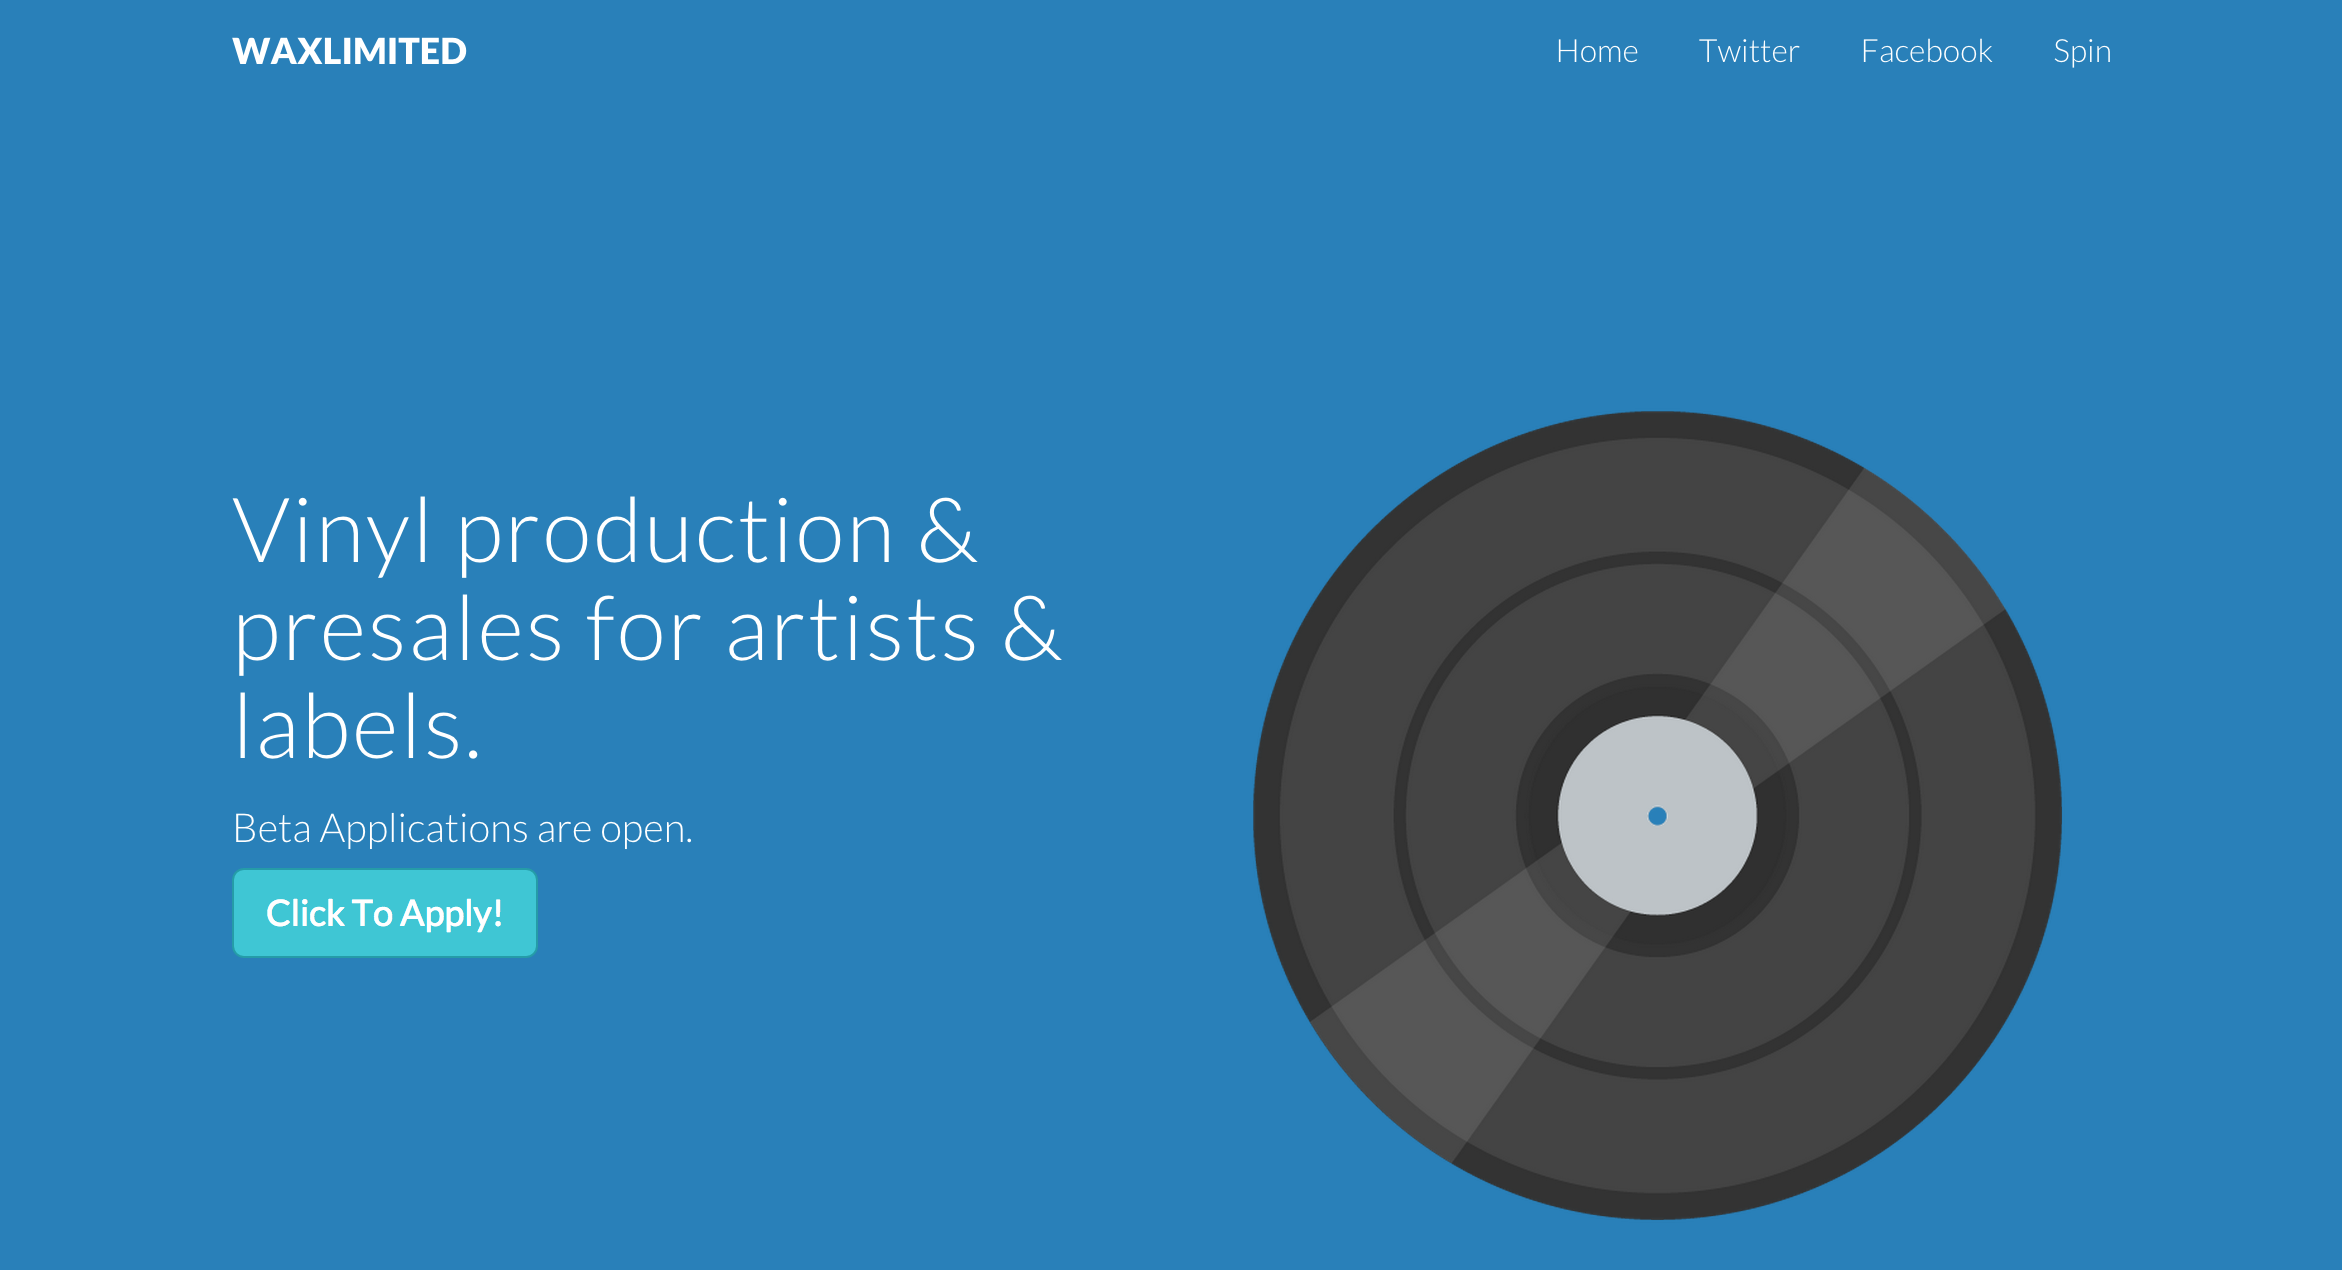 WAXLIMITED
Home Twitter Facebook Spin
Vinyl production &
presales for artists &
labels.
Beta Applications are open.
Click To Apply!